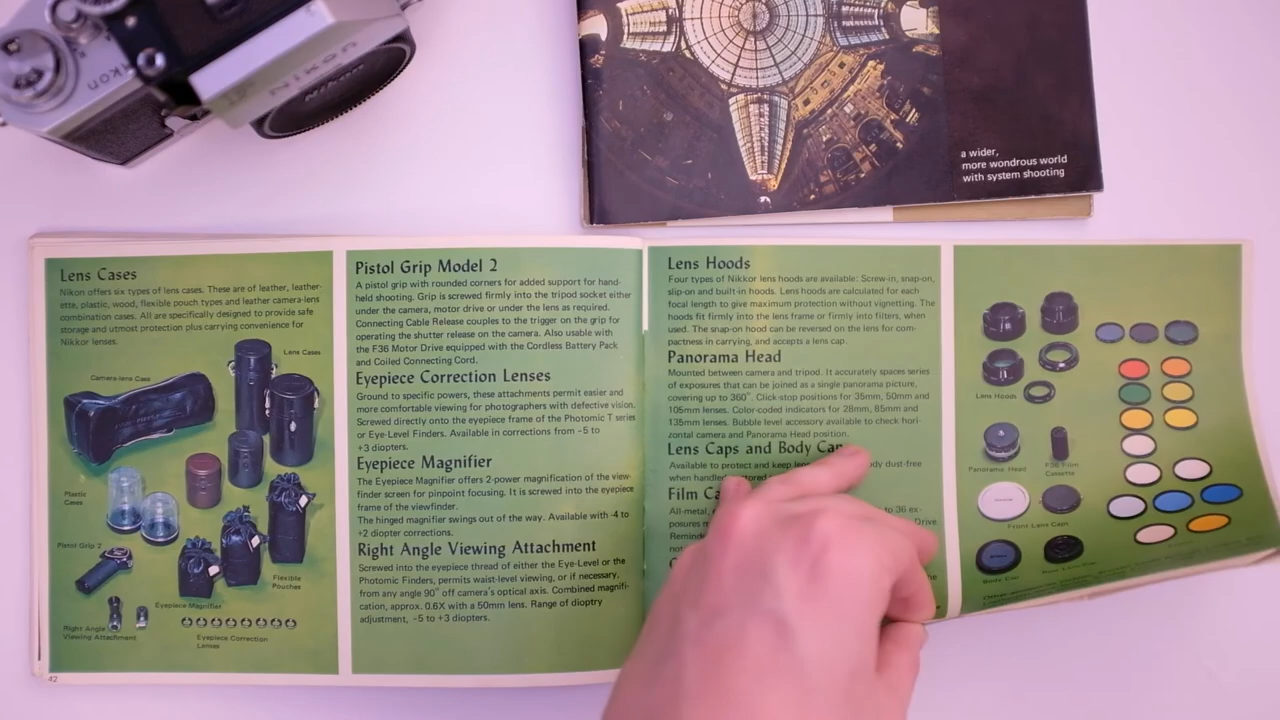 Nikon
Nikon
NIKON
a wider,
more wondrous world
with system shooting
Lens Cases
Nikon offers six types of lens cases. These are of leather, leather-
ette, plastic, wood, flexible pouch types and leather camera-lens
combination cases. All are specifically designed to provide safe
storage and utmost protection plus carrying convenience for
Nikkor lenses.
Lens Cases
Camera-lens Case
Plastic
Cases
Pistol Grip 2
Flexible
Pouches
Eyepiece Magnifier
Right Angle
Viewing Attachment
Eyepiece Correction
Lenses
42
Pistol Grip Model 2
A pistol grip with rounded corners for added support for hand-
held shooting. Grip is screwed firmly into the tripod socket either
under the camera, motor drive or under the lens as required.
Connecting Cable Release couples to the trigger on the grip for
operating the shutter release on the camera. Also usable with
the F36 Motor Drive equipped with the Cordless Battery Pack
and Coiled Connecting Cord.
Eyepiece Correction Lenses
Ground to specific powers, these attachments permit easier and
more comfortable viewing for photographers with defective vision.
Screwed directly onto the eyepiece frame of the Photomic T series
or Eye-Level Finders. Available in corrections from -5 to
+3 diopters.
Eyepiece Magnifier
The Eyepiece Magnifier offers 2-power magnification of the view-
finder screen for pinpoint focusing. It is screwed into the eyepiece
frame of the viewfinder.
The hinged magnifier swings out of the way. Available with -4 to
+2 diopter corrections.
Right Angle Viewing Attachment
Screwed into the eyepiece thread of either the Eye-Level or the
Photomic Finders, permits waist-level viewing, or if necessary,
from any angle 90° off camera's optical axis. Combined magnifi-
cation, approx. 0.6X with a 50mm lens. Range of dioptry
adjustment, -5 to +3 diopters.
Lens Hoods
Four types of Nikkor lens hoods are available: Screw-in, snap-on,
slip-on and built-in hoods. Lens hoods are calculated for each
focal length to give maximum protection without vignetting. The
hoods fit firmly into the lens frame or firmly into filters, when
used. The snap-on hood can be reversed on the lens for com-
pactness in carrying, and accepts a lens cap.
Panorama Head
Mounted between camera and tripod. It accurately spaces series
of exposures that can be joined as a single panorama picture,
covering up to 360°. Click-stop positions for 35mm, 50mm and
105mm lenses. Color-coded indicators for 28mm, 85mm and
135mm lenses. Bubble level accessory available to check hori-
zontal camera and Panorama Head position.
Lens Caps and Body Cap
Available to protect and keep dust-free
when handled
Film
All-metal, to 36 ex-
posures Drive
not
the
Lens Hoods
Panorama Head
F36 Film
Cassette
Front Lens Caps
Body Cap
Rear Lens Cap